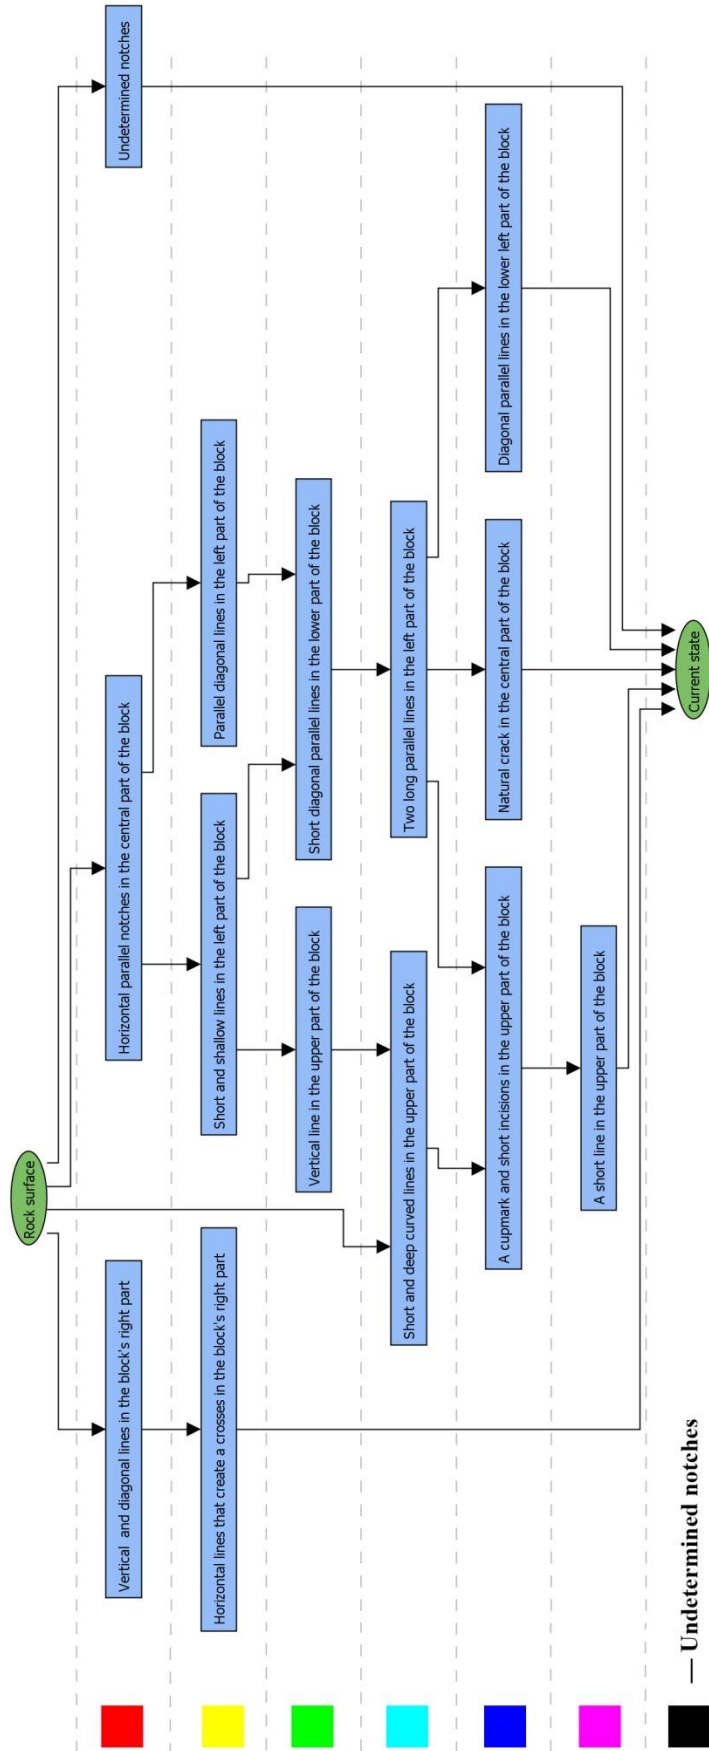 Rock surface
Vertical and diagonal lines in the block's right part
Horizontal parallel notches in the central part of the block
Undetermined notches
Horizontal lines that create a crosses in the block's right part
Short and shallow lines in the left part of the block
Parallel diagonal lines in the left part of the block
Vertical line in the upper part of the block
Short diagonal parallel lines in the lower part of the block
Short and deep curved lines in the upper part of the block
Two long parallel lines in the left part of the block
A cupmark and short incisions in the upper part of the block
Natural crack in the central part of the block
Diagonal parallel lines in the lower left part of the block
A short line in the upper part of the block
— Undetermined notches
Current state